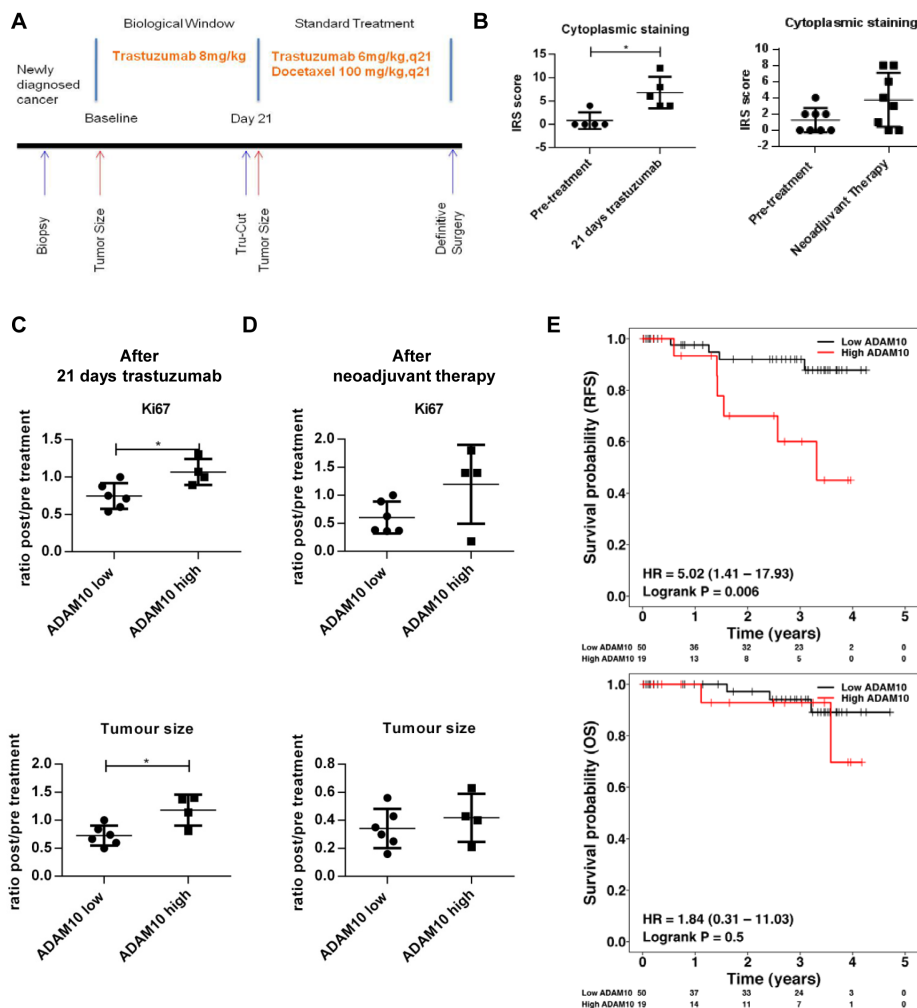 A
Biological Window
Standard Treatment
Trastuzumab 8mg/kg
Trastuzumab 6mg/kg,q21
Docetaxel 100 mg/kg,q21
Newly
diagnosed
cancer
Baseline
Day 21
Biopsy
Tumor Size
Tru-Cut
Tumor Size
Definitive
Surgery
B
Cytoplasmic staining
*
IRS score
15
10
5
0
-5
Pre-treatment
21 days trastuzumab
Cytoplasmic staining
IRS score
8
6
4
2
0
-2
Pre-treatment
Neoadjuvant Therapy
C
After
21 days trastuzumab
Ki67
*
ratio post/pre treatment
1.5
1.0
0.5
0.0
ADAM10 low
ADAM10 high
Tumour size
*
ratio post/pre treatment
2.0
1.5
1.0
0.5
0.0
ADAM10 low
ADAM10 high
D
After
neoadjuvant therapy
Ki67
ratio post/pre treatment
2.0
1.5
1.0
0.5
0.0
ADAM10 low
ADAM10 high
Tumour size
ratio post/pre treatment
0.8
0.6
0.4
0.2
0.0
ADAM10 low
ADAM10 high
E
Low ADAM10
High ADAM10
Survival probability (RFS)
1.0
0.8
0.6
0.4
0.2
0.0
HR = 5.02 (1.41 – 17.93)
Logrank P = 0.006
0 1 2 3 4 5
Time (years)
Low ADAM10 50 36 32 23 2 0
High ADAM10 19 13 8 5 0 0
Low ADAM10
High ADAM10
Survival probability (OS)
1.0
0.8
0.6
0.4
0.2
0.0
HR = 1.84 (0.31 – 11.03)
Logrank P = 0.5
0 1 2 3 4 5
Time (years)
Low ADAM10 50 37 33 24 3 0
High ADAM10 19 14 11 7 1 0